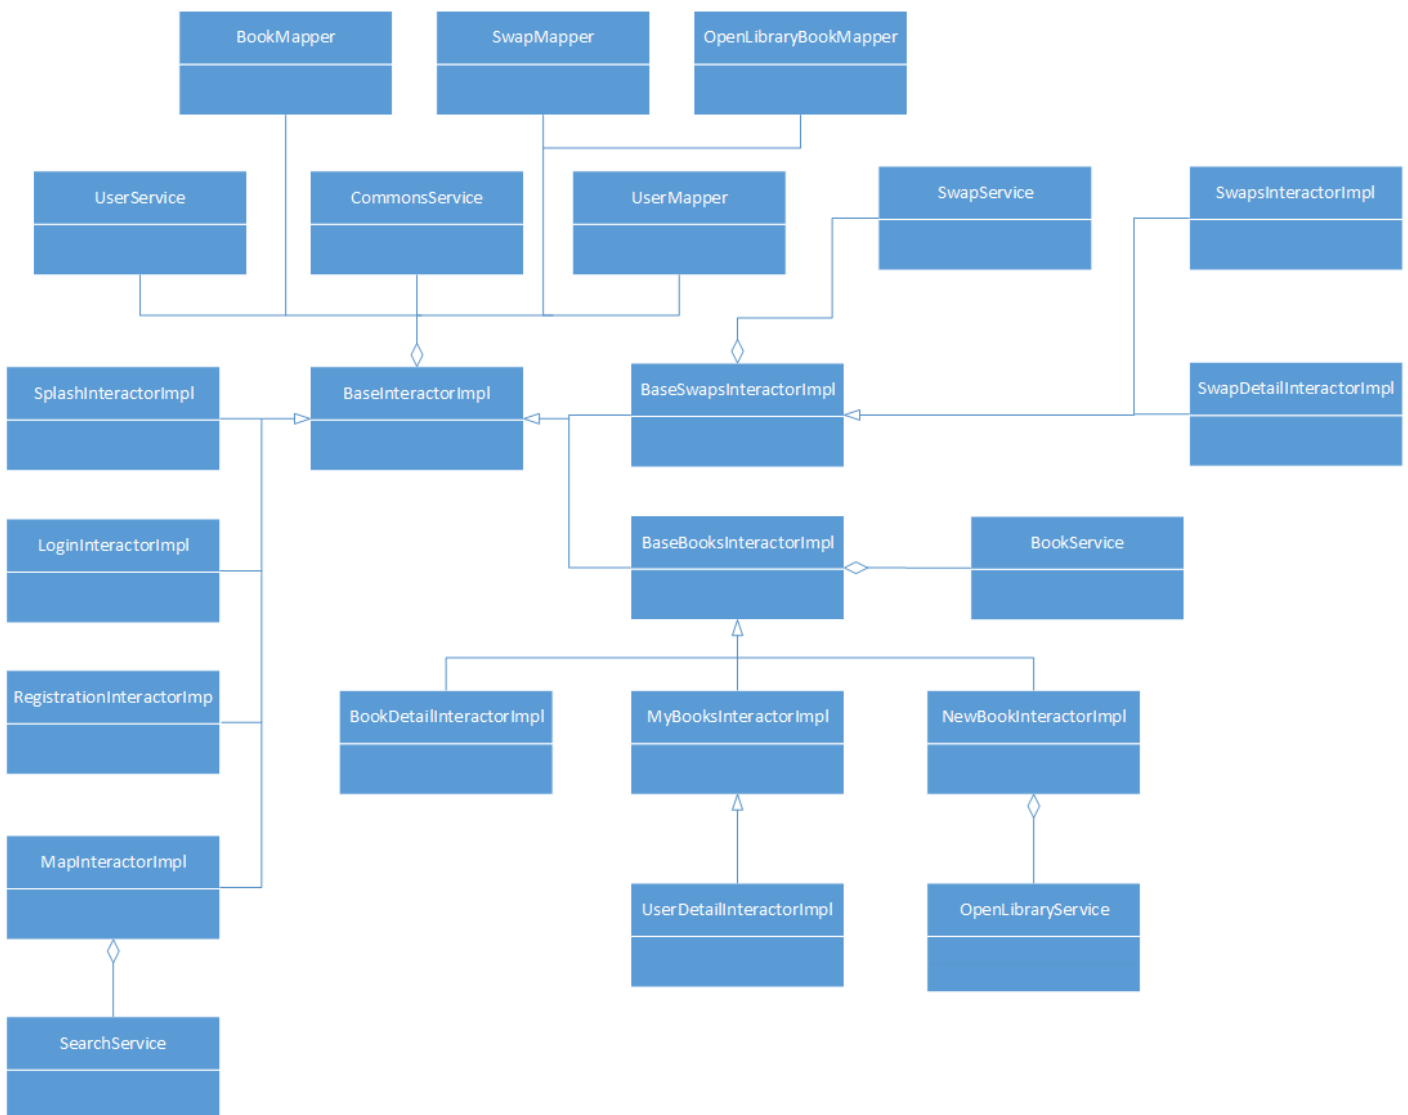 BookMapper
SwapMapper
OpenLibraryBookMapper
UserService
CommonsService
UserMapper
SwapService
SwapsInteractorImpl
SplashInteractorImpl
BaseInteractorImpl
BaseSwapsInteractorImpl
SwapDetailInteractorImpl
LoginInteractorImpl
BaseBooksInteractorImpl
BookService
RegistrationInteractorImp
BookDetailInteractorImpl
MyBooksInteractorImpl
NewBookInteractorImpl
MapInteractorImpl
UserDetailInteractorImpl
OpenLibraryService
SearchService